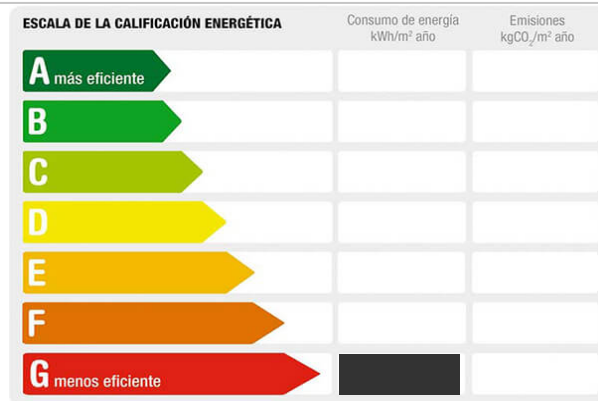 ESCALA DE LA CALIFICACIÓN ENERGÉTICA
Consumo de energía
kWh/m² año
Emisiones
kgCO₂/m² año
A más eficiente
B
C
D
E
F
G menos eficiente